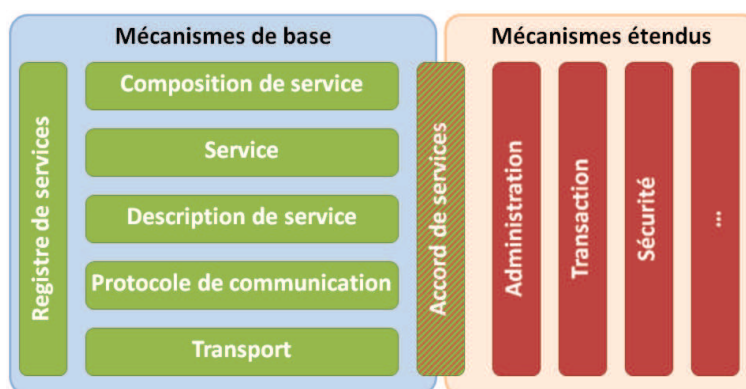 Mécanismes de base
Mécanismes étendus
Registre de services
Composition de service
Service
Description de service
Protocole de communication
Transport
Accord de services
Administration
Transaction
Sécurité
...